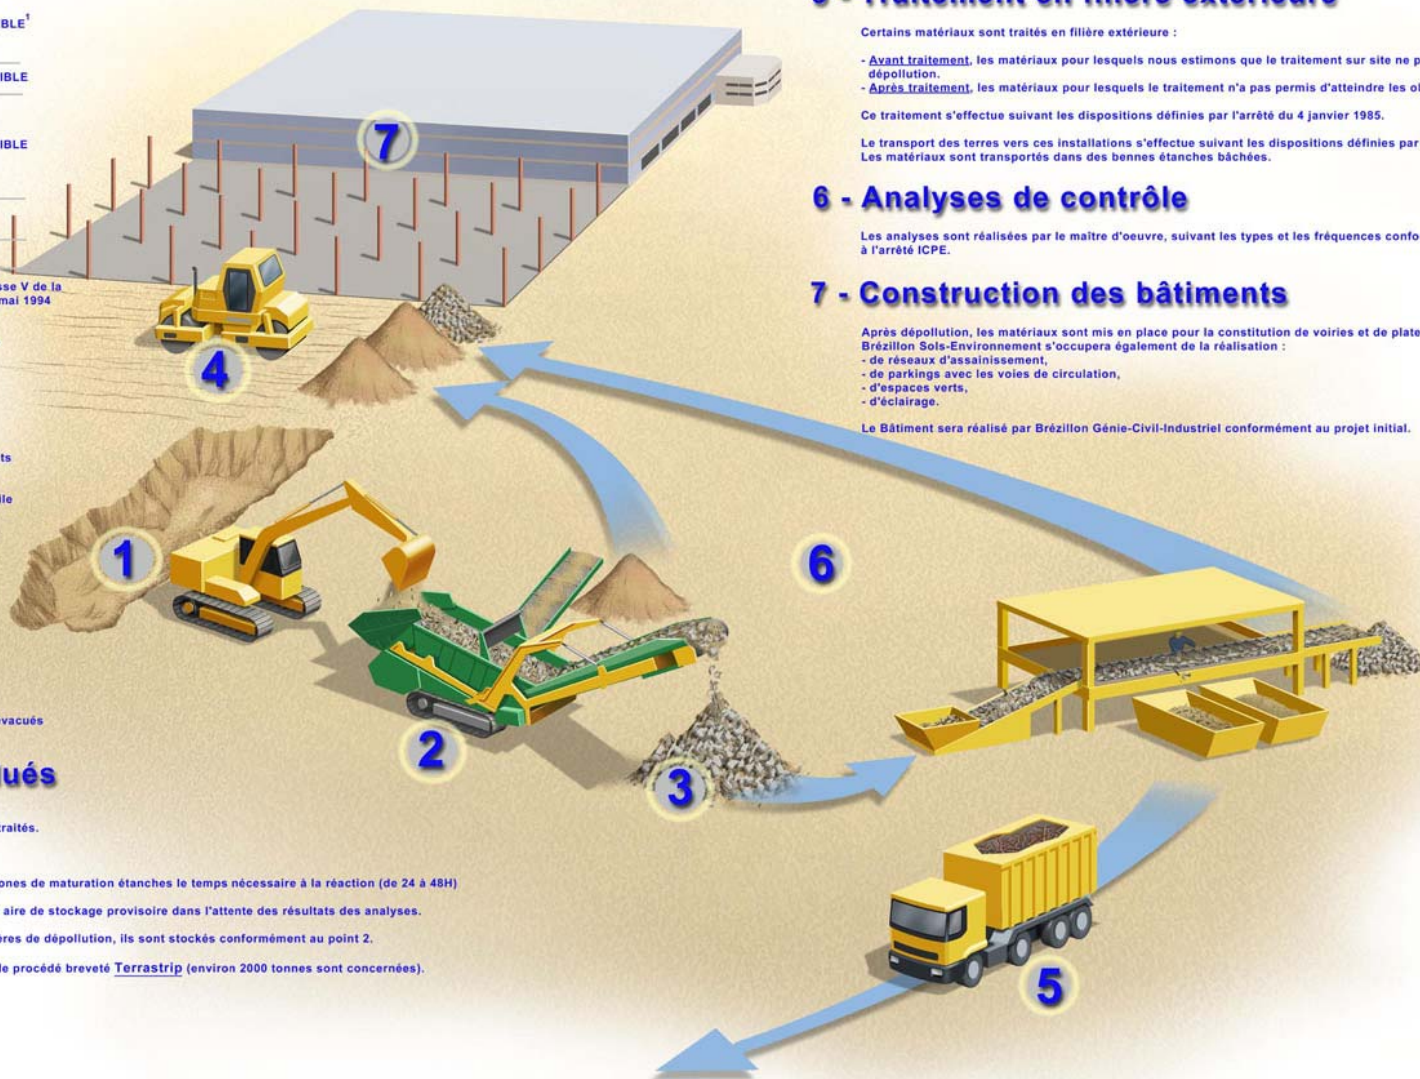 BLE¹
IBLE
IBLE
sse V de la
mai 1994
ts
ile
évacués
lués
traités.
ones de maturation étanches le temps nécessaire à la réaction (de 24 à 48H)
aire de stockage provisoire dans l'attente des résultats des analyses.
ères de dépollution, ils sont stockés conformément au point 2.
le procédé breveté Terrastrip (environ 2000 tonnes sont concernées).
7
4
1
2
3
6
5
5 - Traitement en filière extérieure
Certains matériaux sont traités en filière extérieure :
- Avant traitement, les matériaux pour lesquels nous estimons que le traitement sur site ne p
dépollution.
- Après traitement, les matériaux pour lesquels le traitement n'a pas permis d'atteindre les o
Ce traitement s'effectue suivant les dispositions définies par l'arrêté du 4 janvier 1985.
Le transport des terres vers ces installations s'effectue suivant les dispositions définies par
Les matériaux sont transportés dans des bennes étanches bâchées.
6 - Analyses de contrôle
Les analyses sont réalisées par le maître d'oeuvre, suivant les types et les fréquences confo
à l'arrêté ICPE.
7 - Construction des bâtiments
Après dépollution, les matériaux sont mis en place pour la constitution de voiries et de plate
Brézillon Sols-Environnement s'occupera également de la réalisation :
- de réseaux d'assainissement,
- de parkings avec les voies de circulation,
- d'espaces verts,
- d'éclairage.
Le Bâtiment sera réalisé par Brézillon Génie-Civil-Industriel conformément au projet initial.